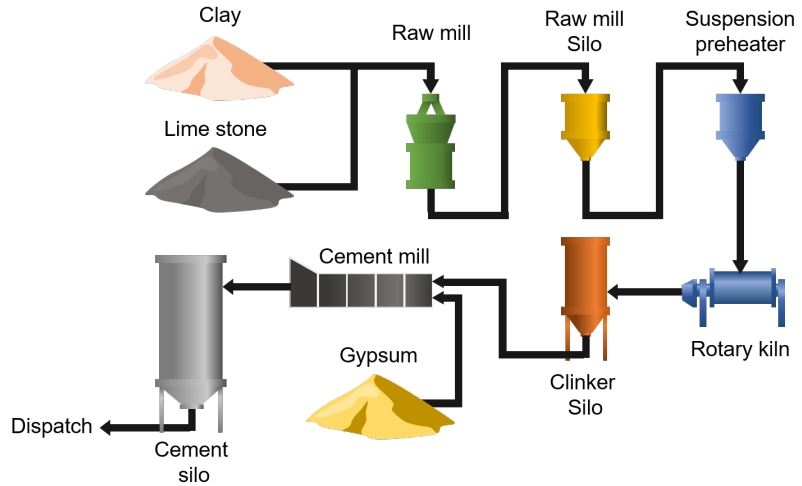 Clay
Raw mill
Raw mill
Silo
Suspension
preheater
Lime stone
Cement mill
Gypsum
Clinker
Silo
Rotary kiln
Dispatch
Cement
silo